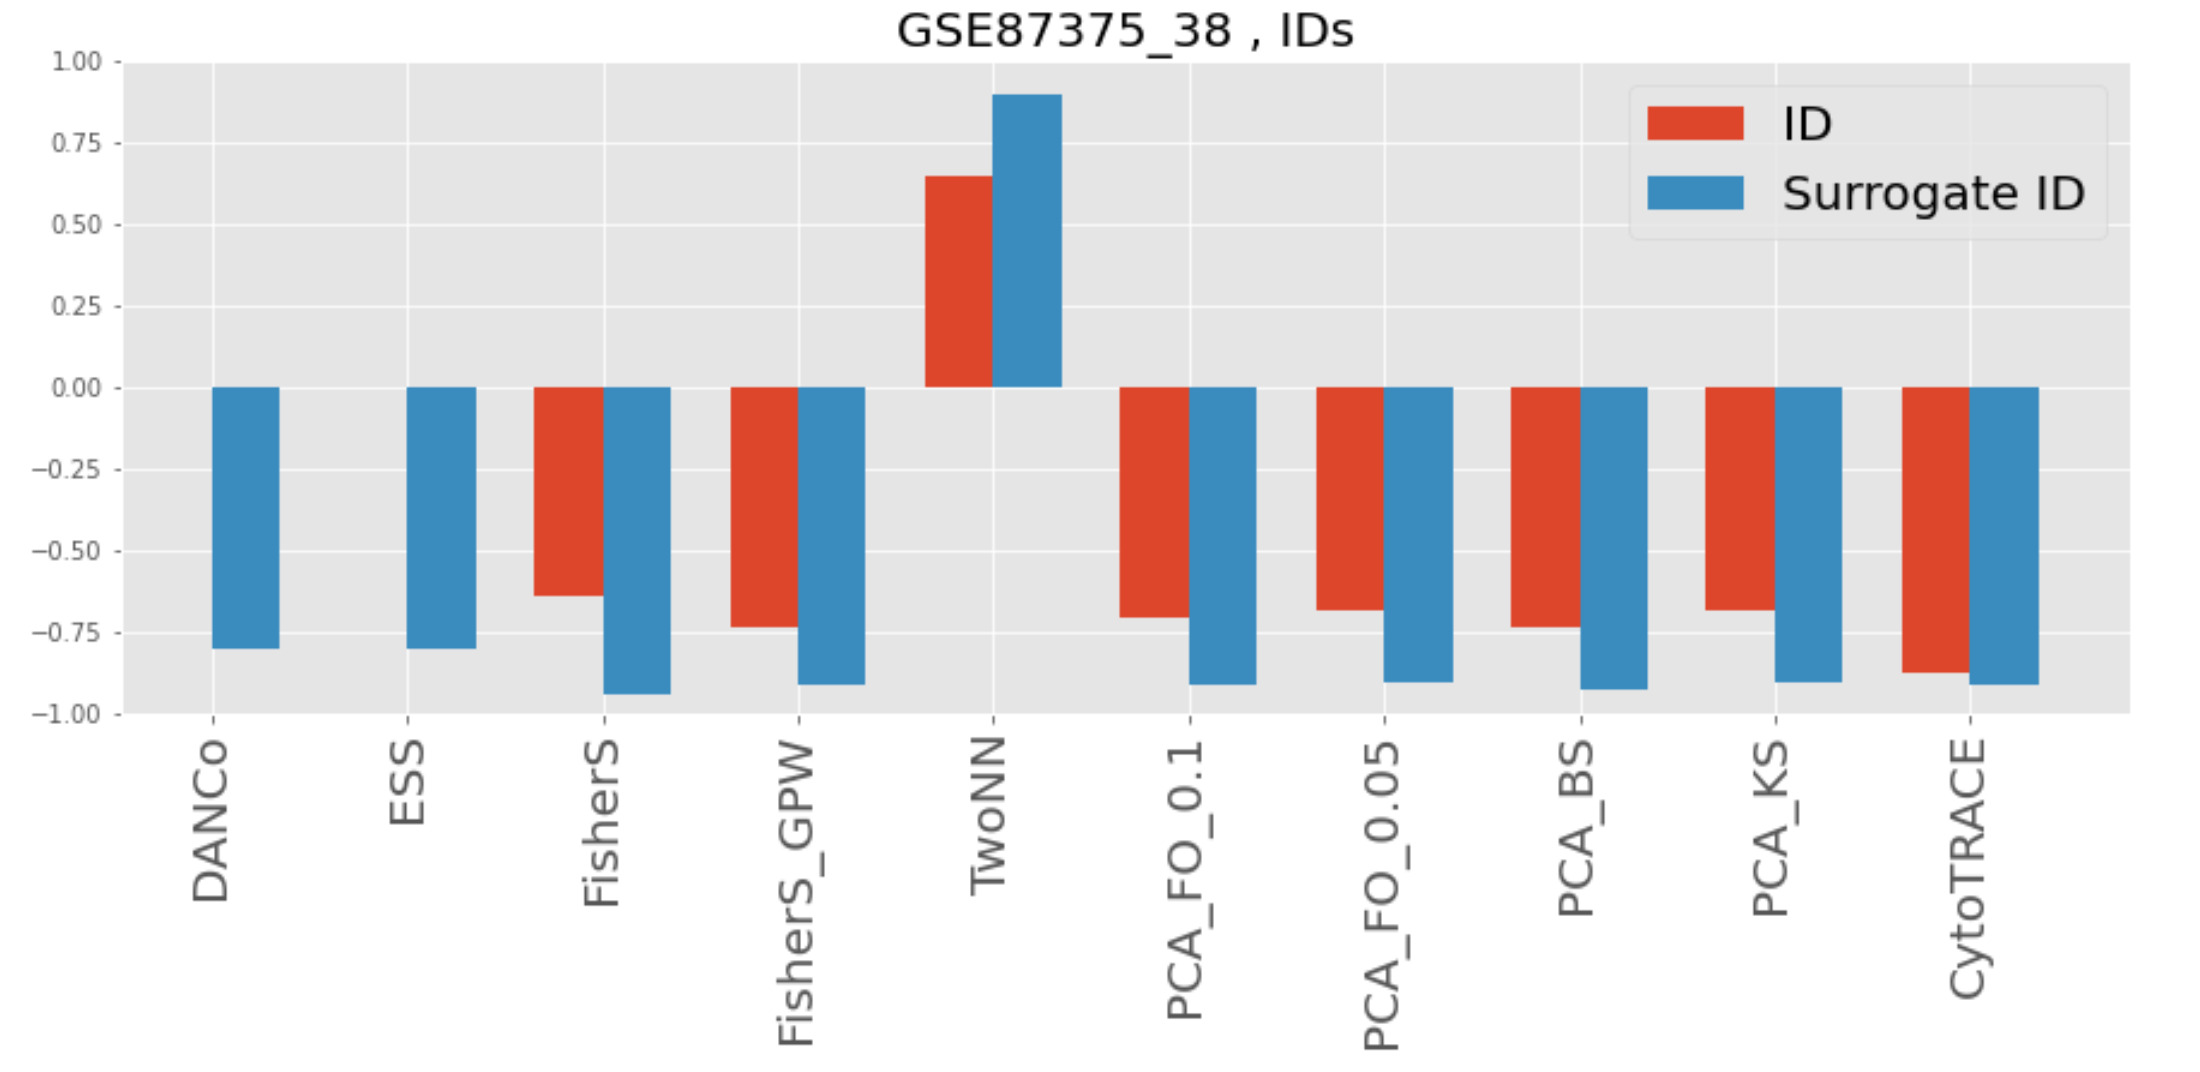 GSE87375_38 , IDs
1.00
0.75
0.50
0.25
0.00
−0.25
−0.50
−0.75
−1.00
ID
Surrogate ID
DANCo
ESS
FisherS
FisherS_GPW
TwoNN
PCA_FO_0.1
PCA_FO_0.05
PCA_BS
PCA_KS
CytoTRACE